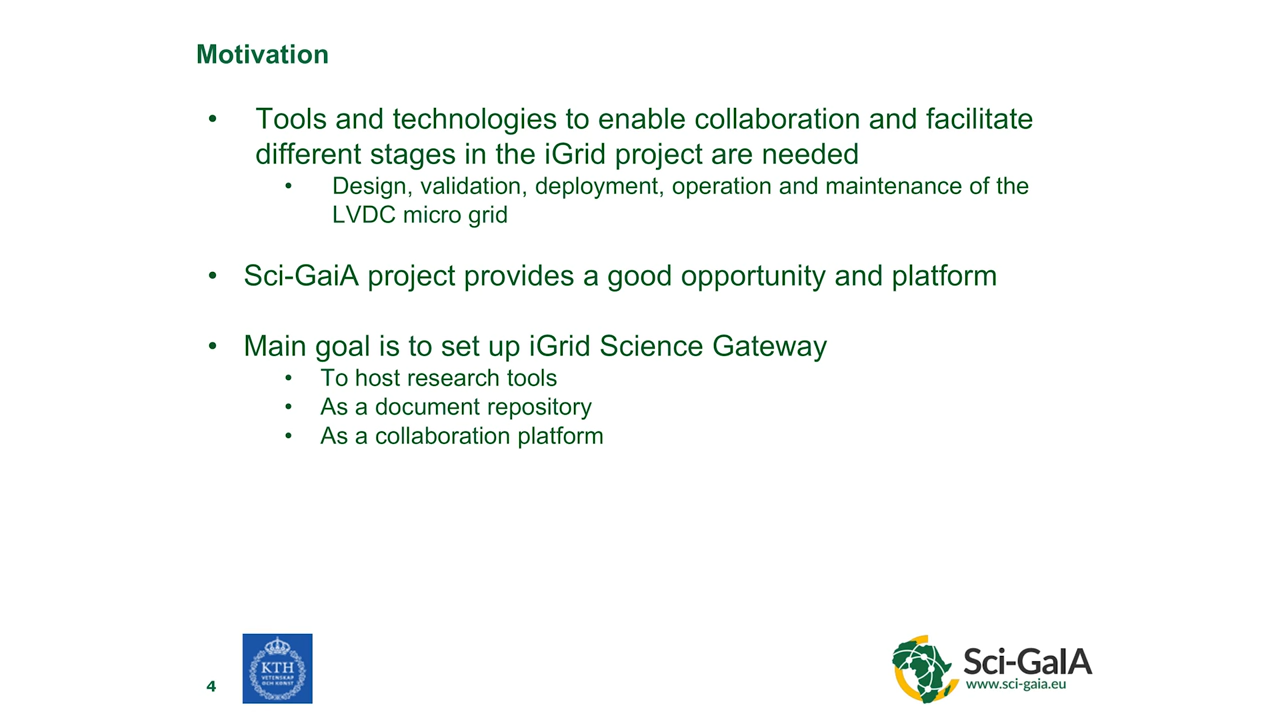 Motivation
• Tools and technologies to enable collaboration and facilitate
different stages in the iGrid project are needed
• Design, validation, deployment, operation and maintenance of the
LVDC micro grid
• Sci-GaiA project provides a good opportunity and platform
• Main goal is to set up iGrid Science Gateway
• To host research tools
• As a document repository
• As a collaboration platform
4
KTH
VETENSKAP
OCH KONST
Sci-GaIA
www.sci-gaia.eu